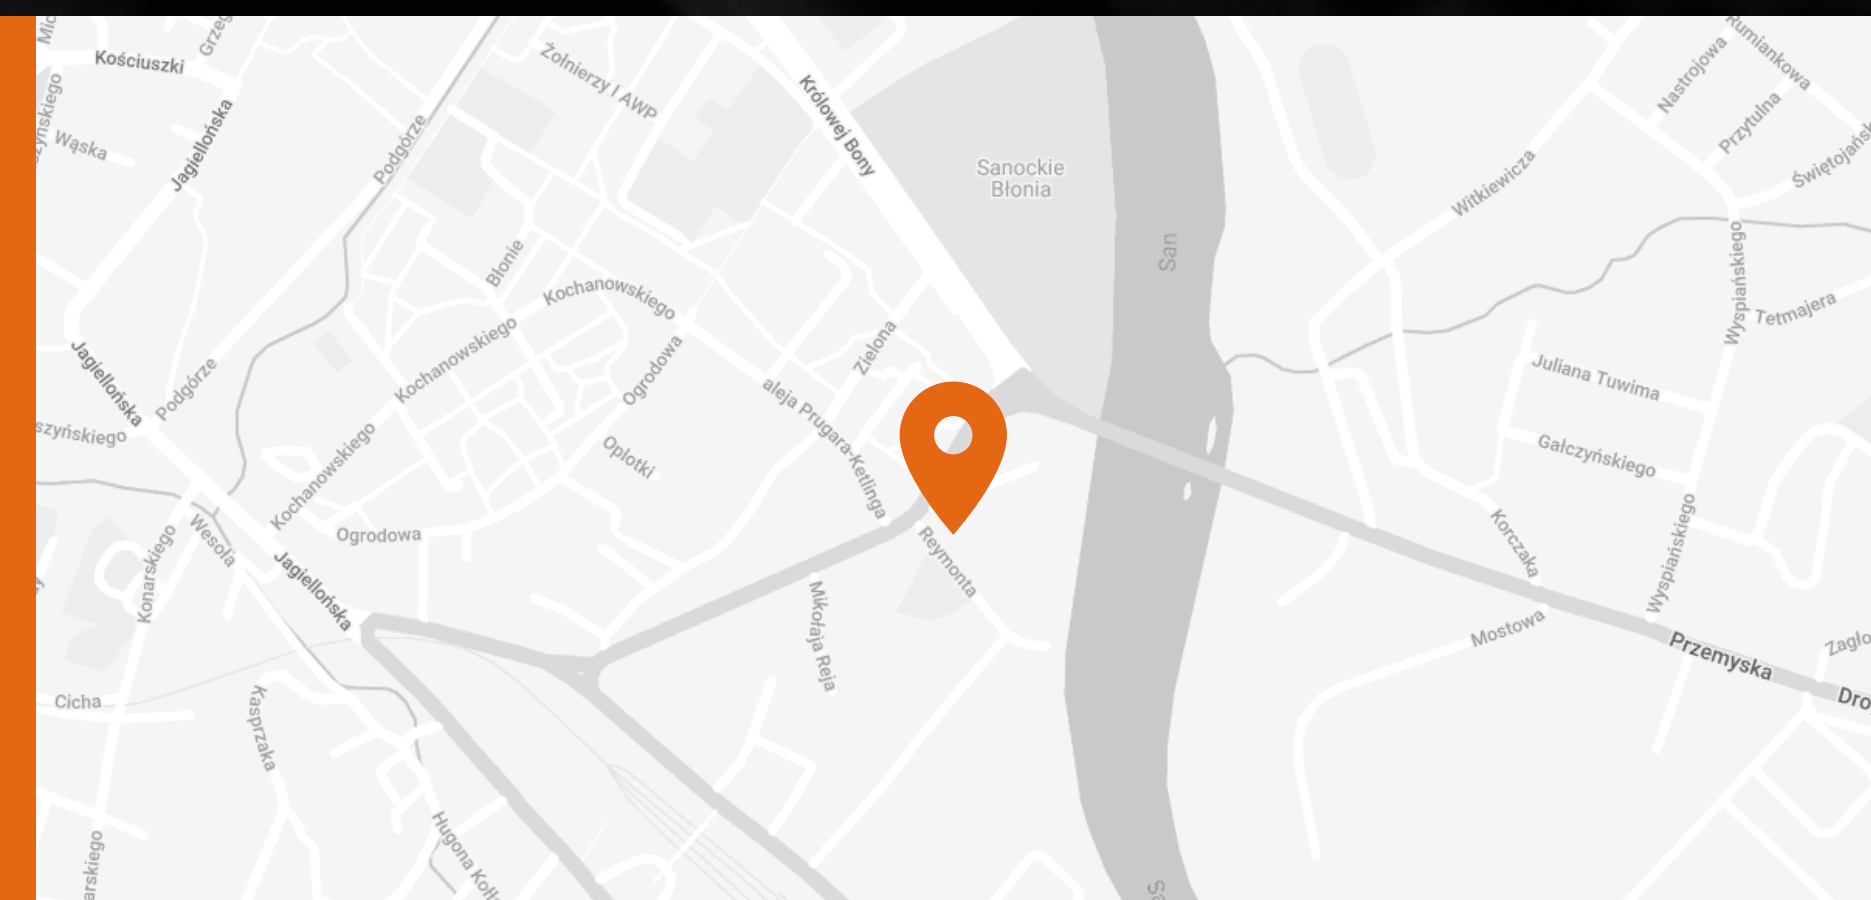 Kościuszki
Żołnierzy I AWP
Rumiankowa
Nastrojowa
Przytulna
Królowej Bony
Wąska
Jagiellońska
Podgórze
Sanockie
Błonia
Witkiewicza
San
Błonie
Kochanowskiego
Wyspiańskiego
Tetmajera
Zielona
Kochanowskiego
Ogrodowa
Juliana Tuwima
Jagiellońska
Podgórze
aleja Prugara-Ketlinga
Kochanowskiego
Oplotki
Gałczyńskiego
Ogrodowa
Wesoła
Konarskiego
Jagiellońska
Reymonta
Korczaka
Wyspiańskiego
Mikołaja Reja
Mostowa
Przemyska
Cicha
Kasprzaka
Hugona